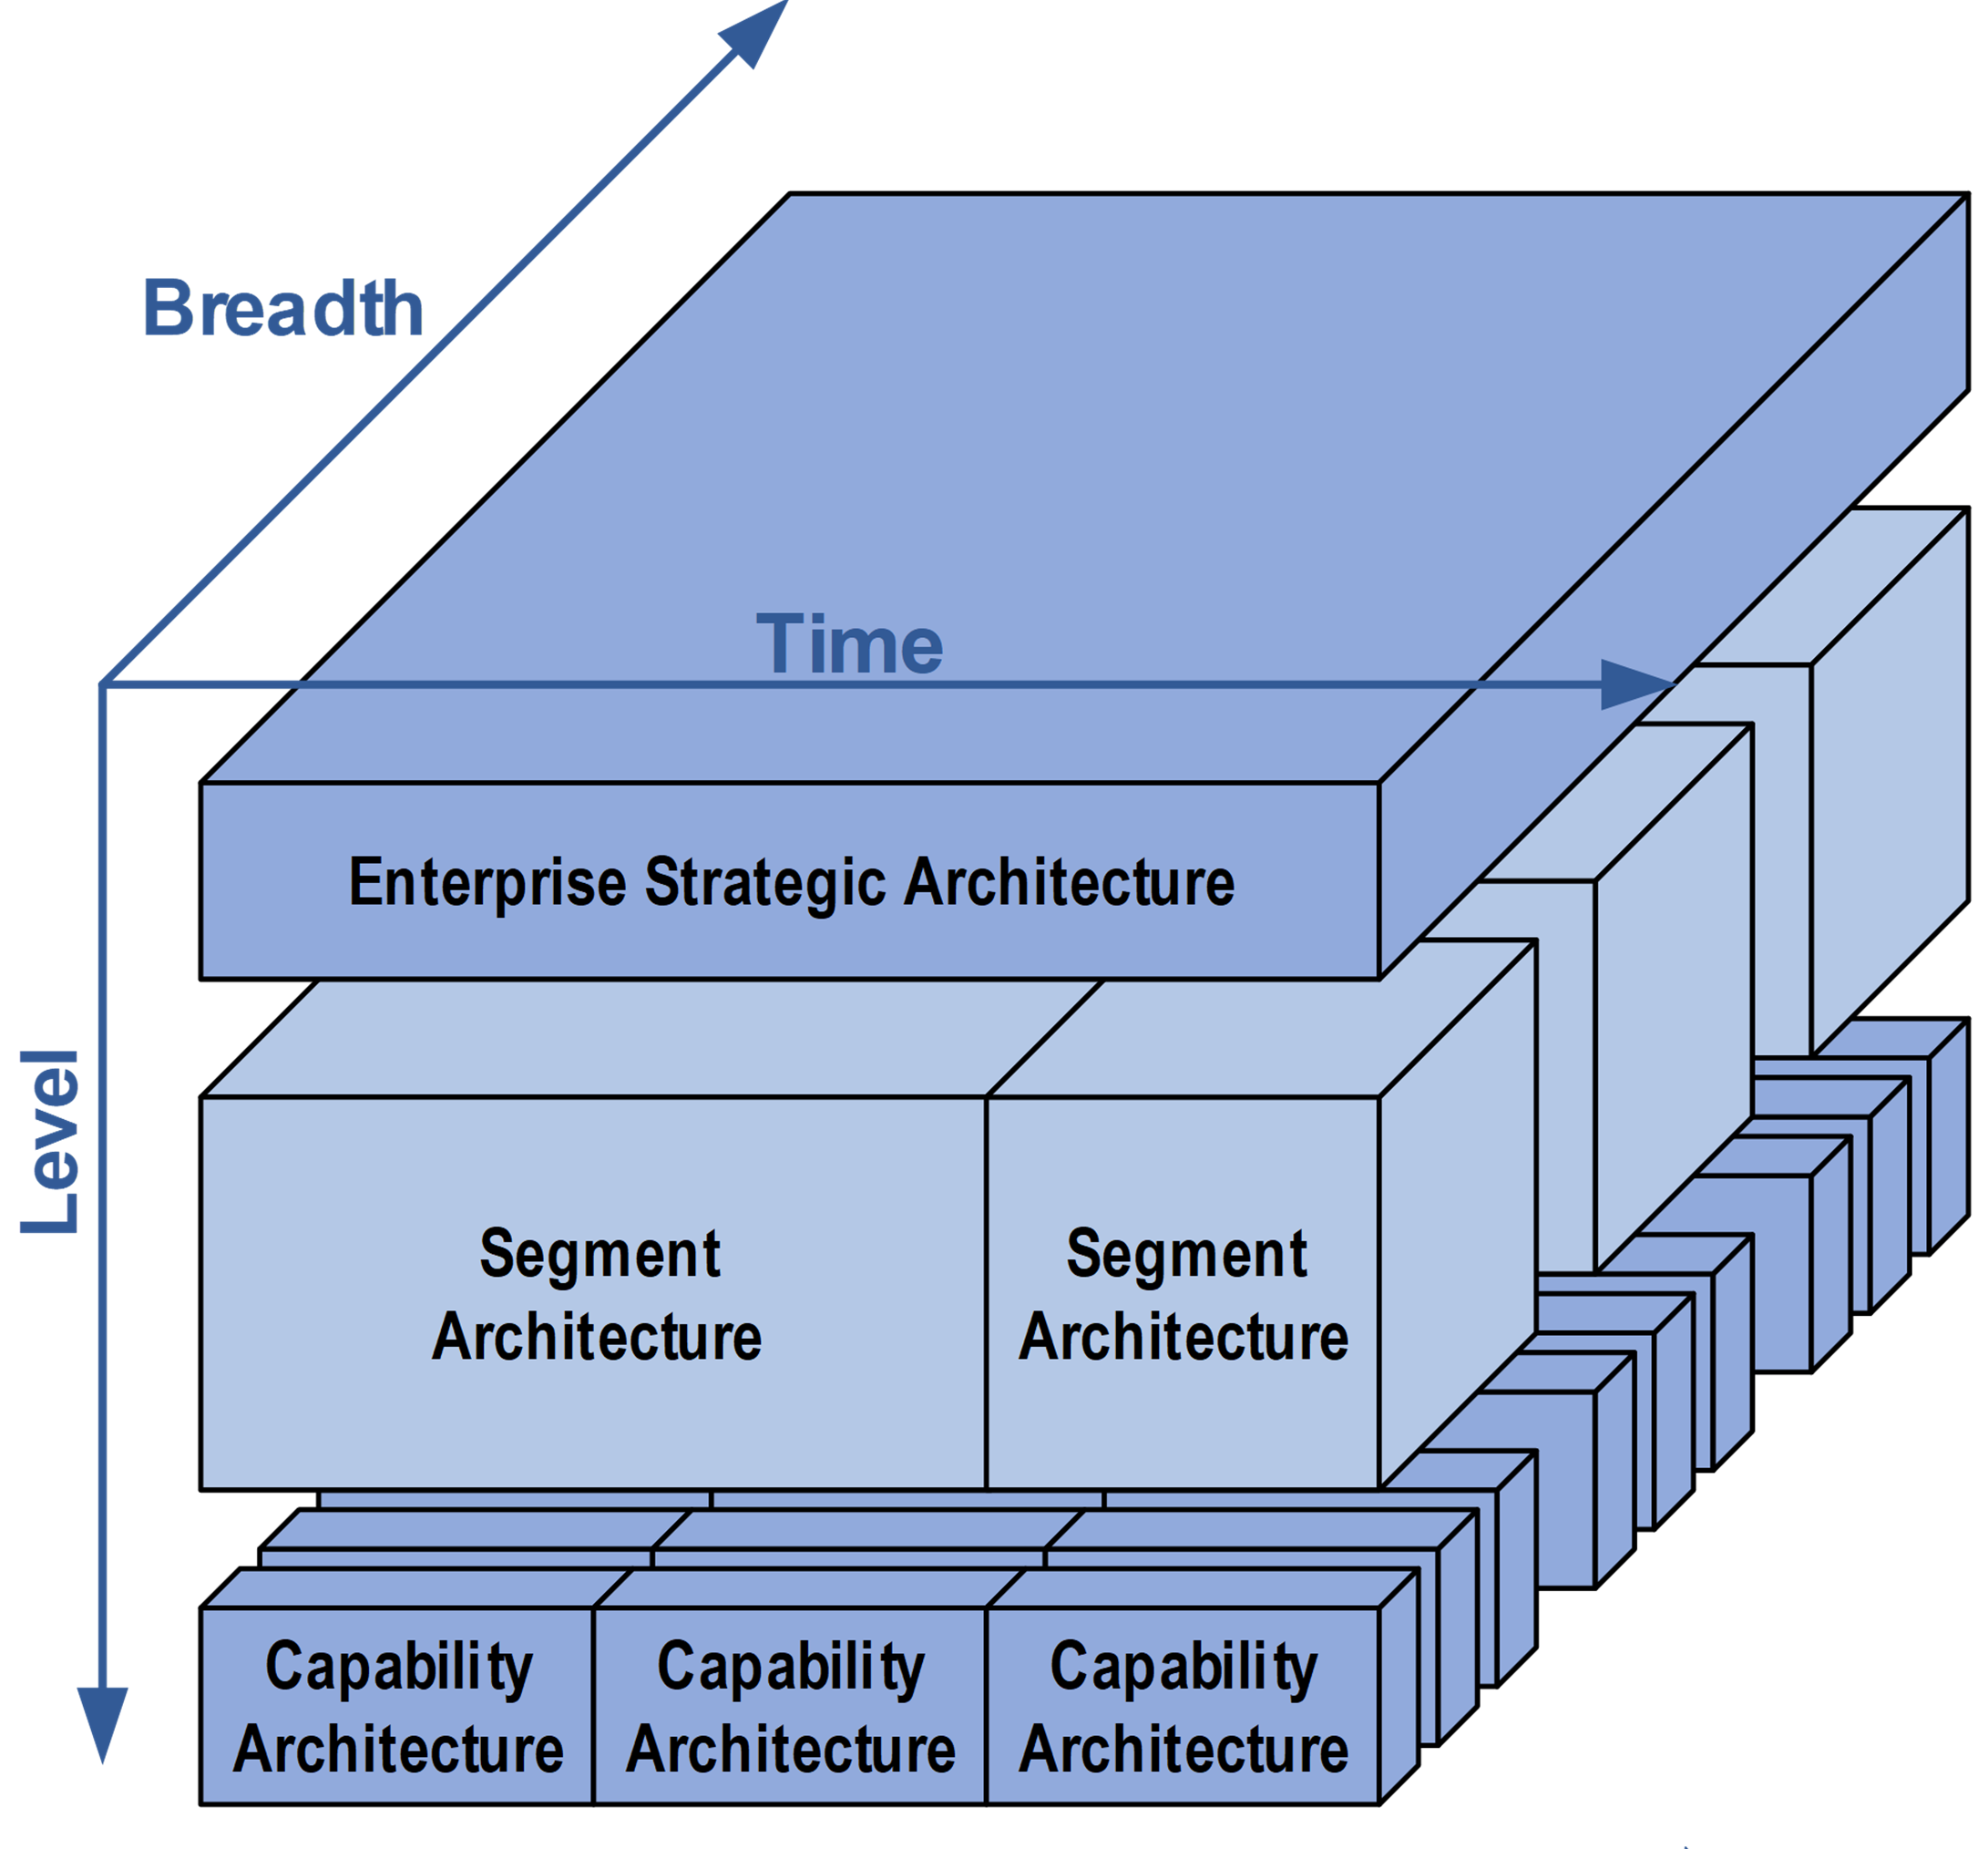 Breadth
Time
Level
Enterprise Strategic Architecture
Segment
Architecture
Segment
Architecture
Capability
Architecture
Capability
Architecture
Capability
Architecture